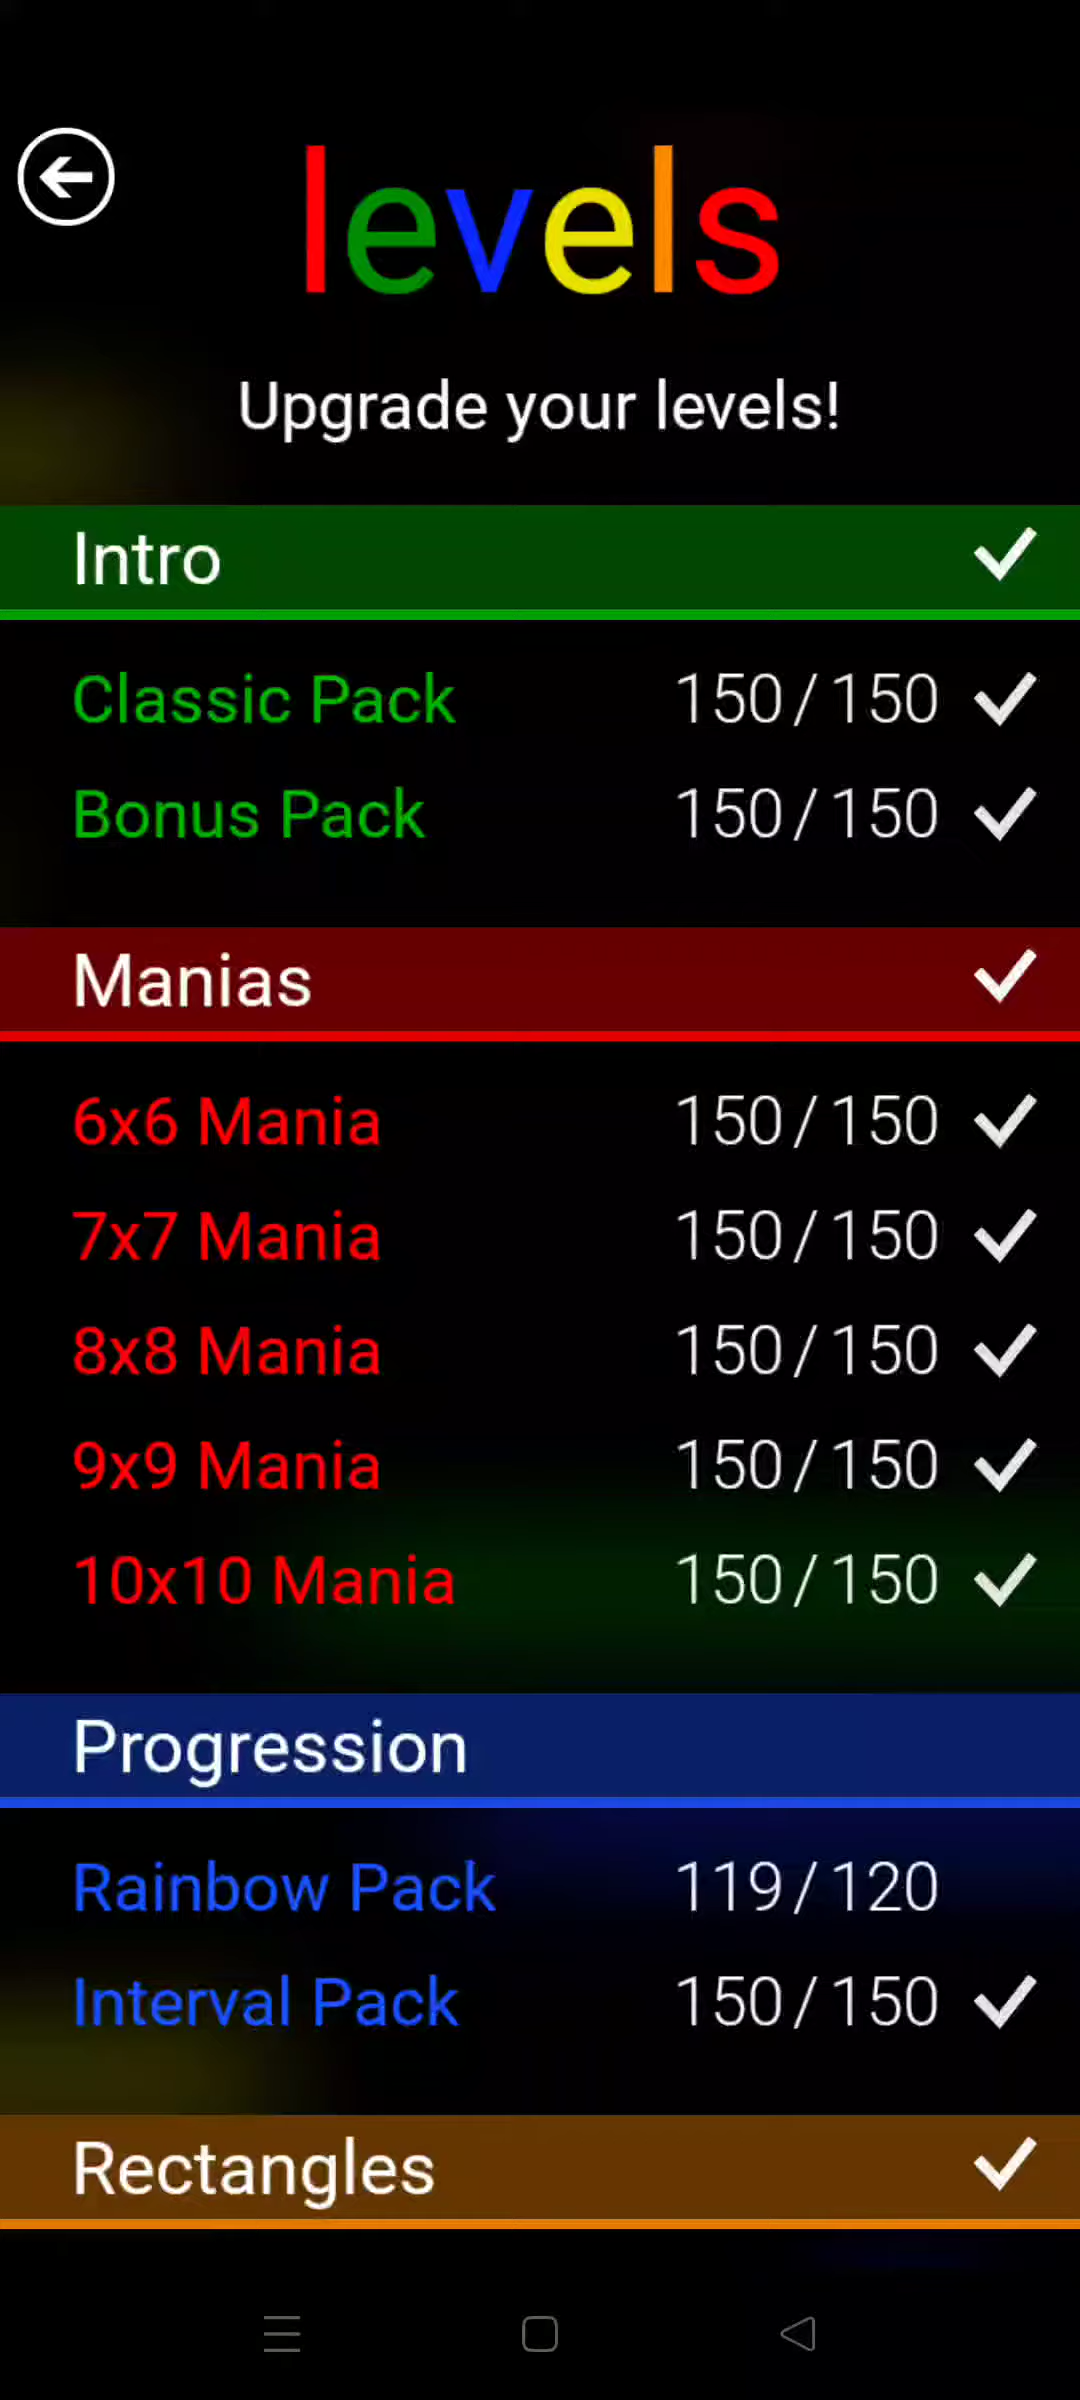 levels
Upgrade your levels!
Intro
Classic Pack 150/150
Bonus Pack 150/150
Manias
6x6 Mania 150/150
7x7 Mania 150/150
8x8 Mania 150/150
9x9 Mania 150/150
10x10 Mania 150/150
Progression
Rainbow Pack 119/120
Interval Pack 150/150
Rectangles